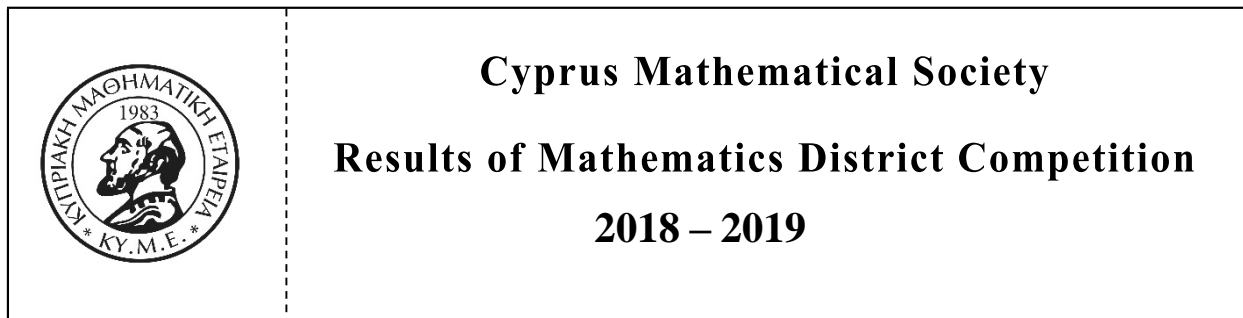 ΚΥΠΡΙΑΚΗ ΜΑΘΗΜΑΤΙΚΗ ΕΤΑΙΡΕΙΑ
1983
* ΚΥ.Μ.Ε. *
Cyprus Mathematical Society
Results of Mathematics District Competition
2018 – 2019